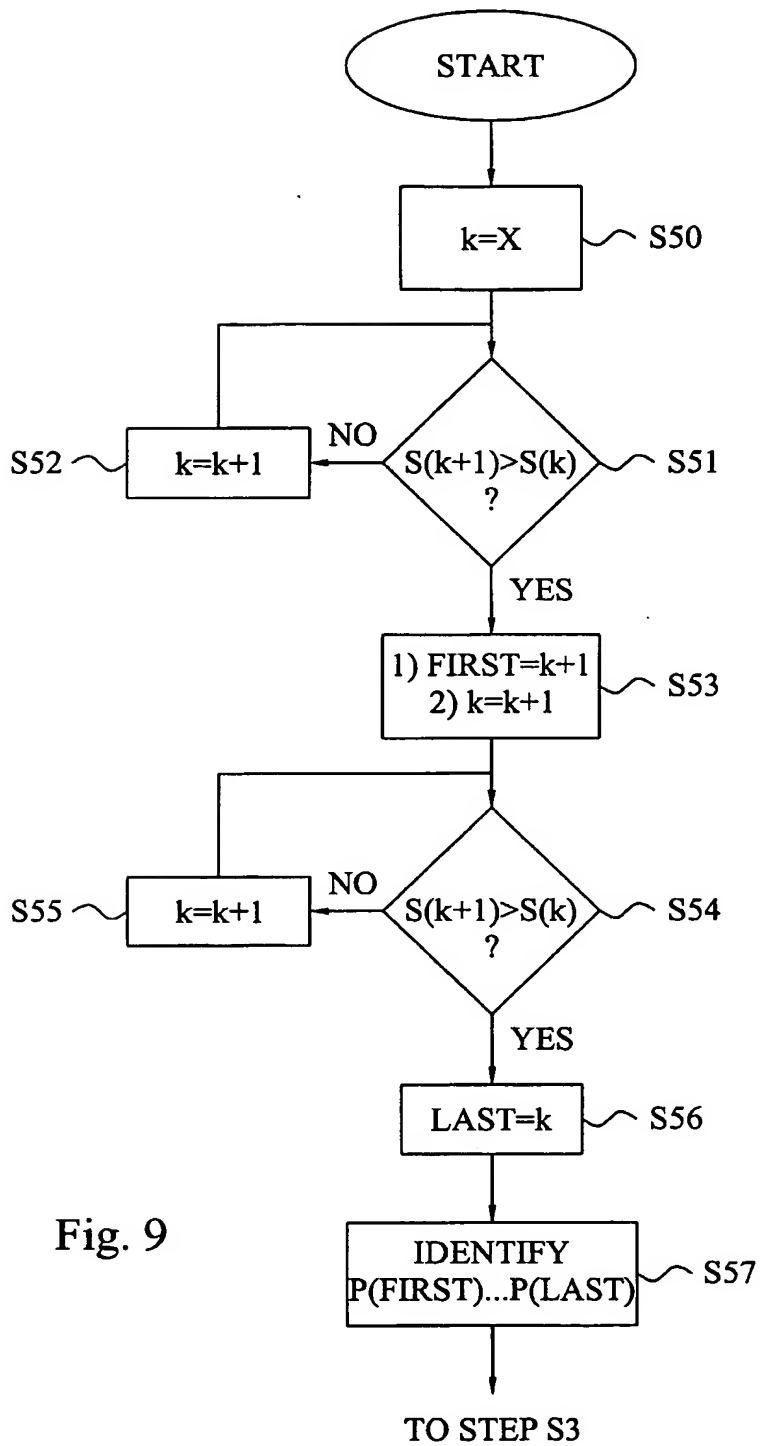 START
k=X
S50
NO
S52
k=k+1
S(k+1)>S(k)
?
S51
YES
1) FIRST=k+1
2) k=k+1
S53
NO
S55
k=k+1
S(k+1)>S(k)
?
S54
YES
LAST=k
S56
Fig. 9
IDENTIFY
P(FIRST)...P(LAST)
S57
TO STEP S3